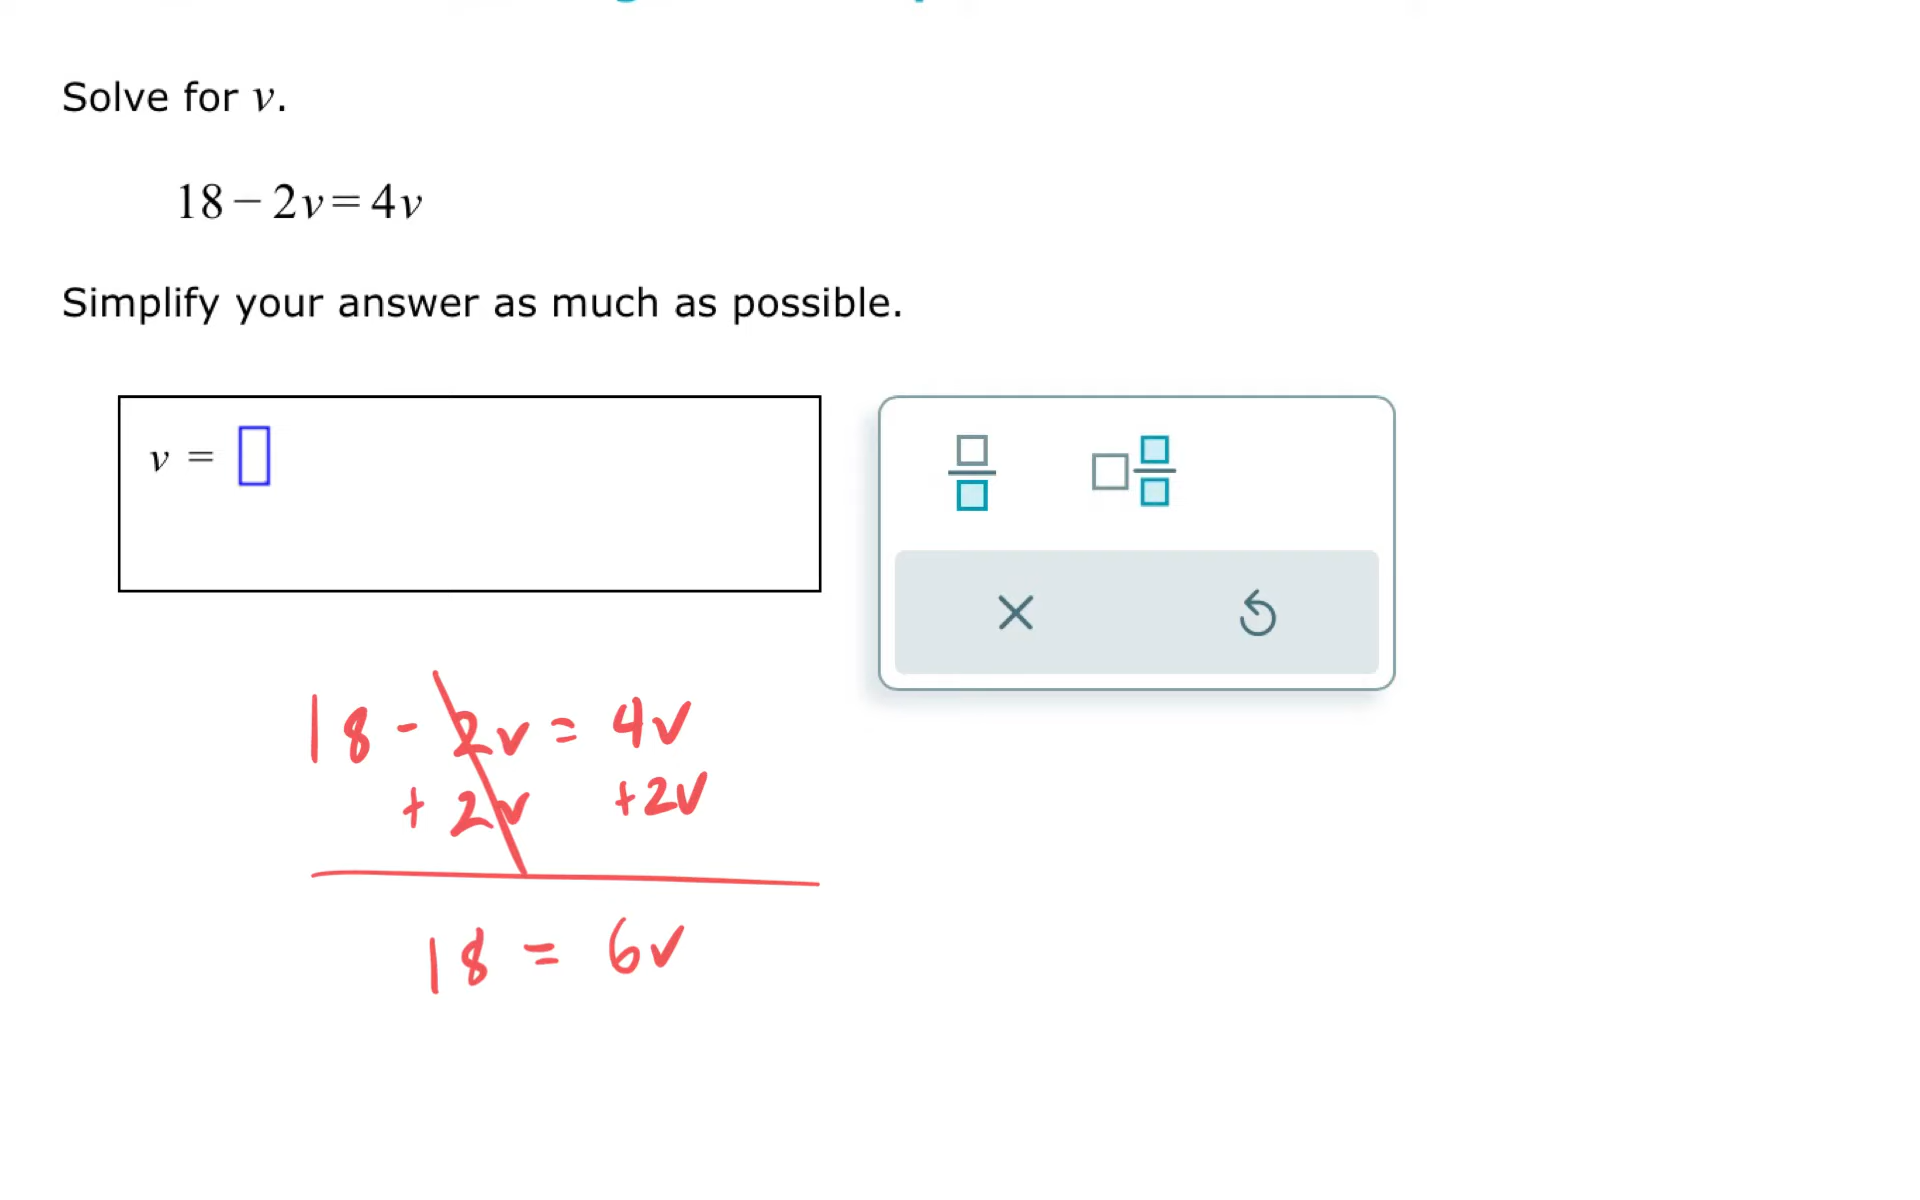 Solve for v.
18 − 2v = 4v
Simplify your answer as much as possible.
v =
18 - 2v = 4v
+ 2v +2v
18 = 6v